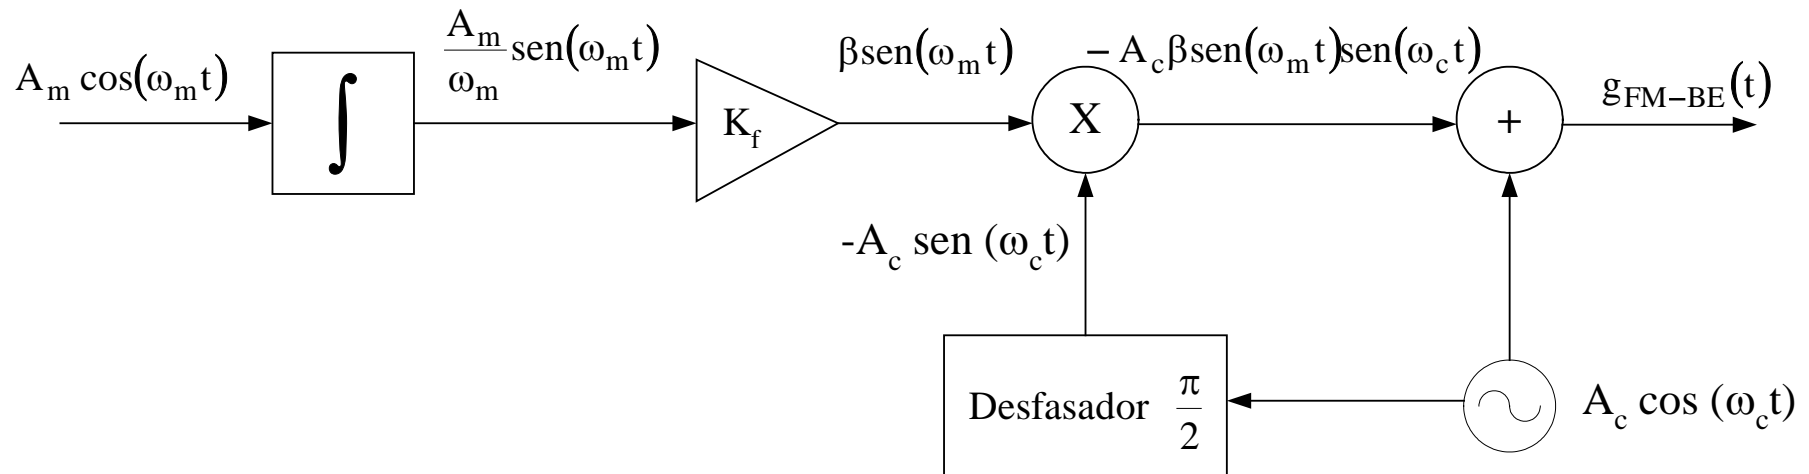 A_m cos(ω_m t)
∫
A_m/ω_m sen(ω_m t)
K_f
βsen(ω_m t)
X
− A_c βsen(ω_m t)sen(ω_c t)
+
g_FM−BE(t)
-A_c sen (ω_c t)
Desfasador π/2
A_c cos (ω_c t)